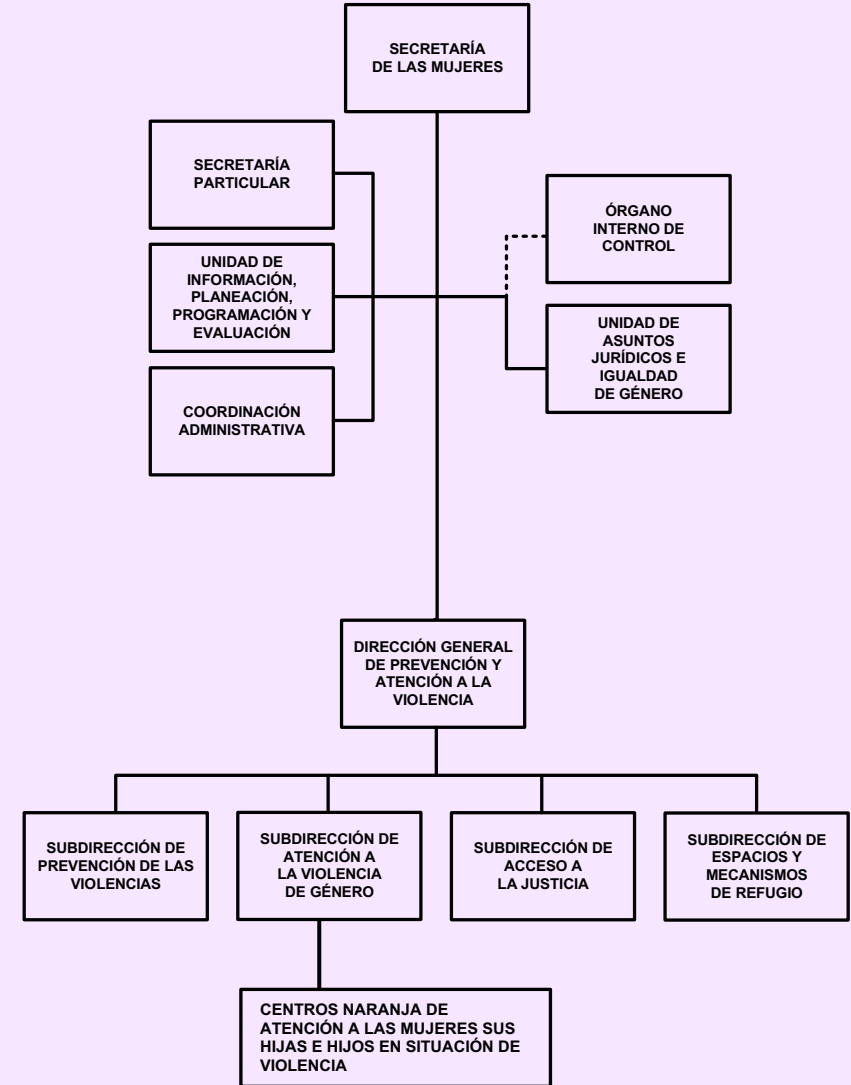 SECRETARÍA
DE LAS MUJERES
SECRETARÍA
PARTICULAR
ÓRGANO
INTERNO DE
CONTROL
UNIDAD DE
INFORMACIÓN,
PLANEACIÓN,
PROGRAMACIÓN Y
EVALUACIÓN
UNIDAD DE
ASUNTOS
JURÍDICOS E
IGUALDAD
DE GÉNERO
COORDINACIÓN
ADMINISTRATIVA
DIRECCIÓN GENERAL
DE PREVENCIÓN Y
ATENCIÓN A LA
VIOLENCIA
SUBDIRECCIÓN DE
PREVENCIÓN DE LAS
VIOLENCIAS
SUBDIRECCIÓN DE
ATENCIÓN A
LA VIOLENCIA
DE GÉNERO
SUBDIRECCIÓN DE
ACCESO A
LA JUSTICIA
SUBDIRECCIÓN DE
ESPACIOS Y
MECANISMOS
DE REFUGIO
CENTROS NARANJA DE
ATENCIÓN A LAS MUJERES SUS
HIJAS E HIJOS EN SITUACIÓN DE
VIOLENCIA